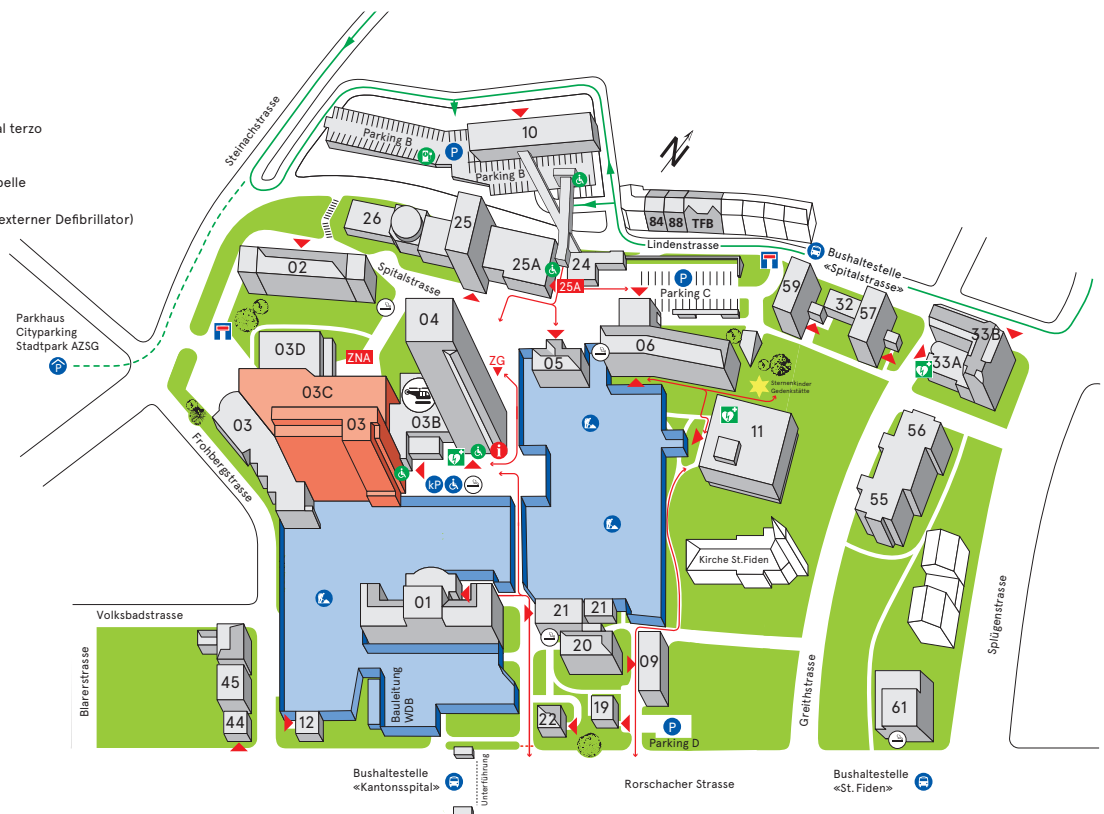 al terzo
pelle
externer Defibrillator)
Steinachstrasse
Parking B
P
10
Parking B
84 88 TFB
Lindenstrasse
Bushaltestelle
«Spitalstrasse»
N
26
25
25A
24
25A
P
Parking C
02
Spitalstrasse
04
59
32
57
33B
33A
Parkhaus
Cityparking
Stadtpark AZSG
P
03D
ZNA
ZG
05
06
Sternenkinder
Gedenkstätte
03C
03
03
03B
i
kP
11
56
55
Frohbergstrasse
Kirche St.Fiden
01
21
21
20
09
Volksbadstrasse
Blarerstrasse
45
44
12
Bauleitung
WDB
22
19
P
Parking D
Greithstrasse
Splügenstrasse
61
Bushaltestelle
«Kantonsspital»
Unterführung
Rorschacher Strasse
Bushaltestelle
«St. Fiden»